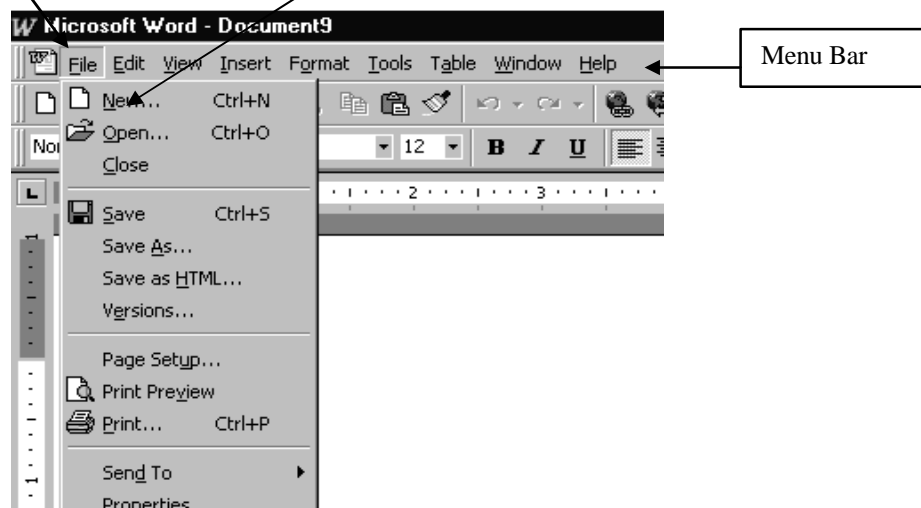 Microsoft Word - Document9
File Edit View Insert Format Tools Table Window Help
Menu Bar
New... Ctrl+N
Open... Ctrl+O
12 B I U
Close
2 3
Save Ctrl+S
Save As...
Save as HTML...
Versions...
Page Setup...
Print Preview
Print... Ctrl+P
1
Send To
Properties